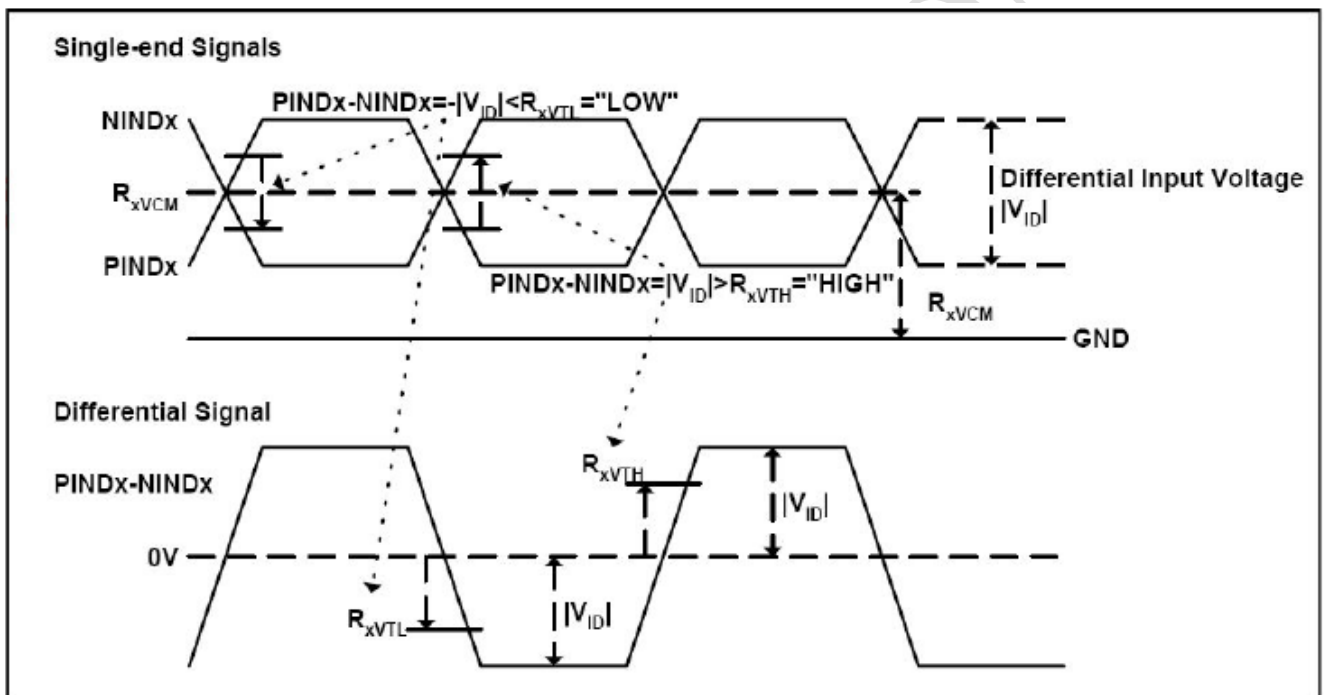 Single-end Signals
PINDx-NINDx=-|VID|<RxVTL="LOW"
NINDx
RxVCM
Differential Input Voltage
|VID|
PINDx
PINDx-NINDx=|VID|>RxVTH="HIGH"
RxVCM
GND
Differential Signal
RxVTH
PINDx-NINDx
|VID|
0V
RxVTL
|VID|